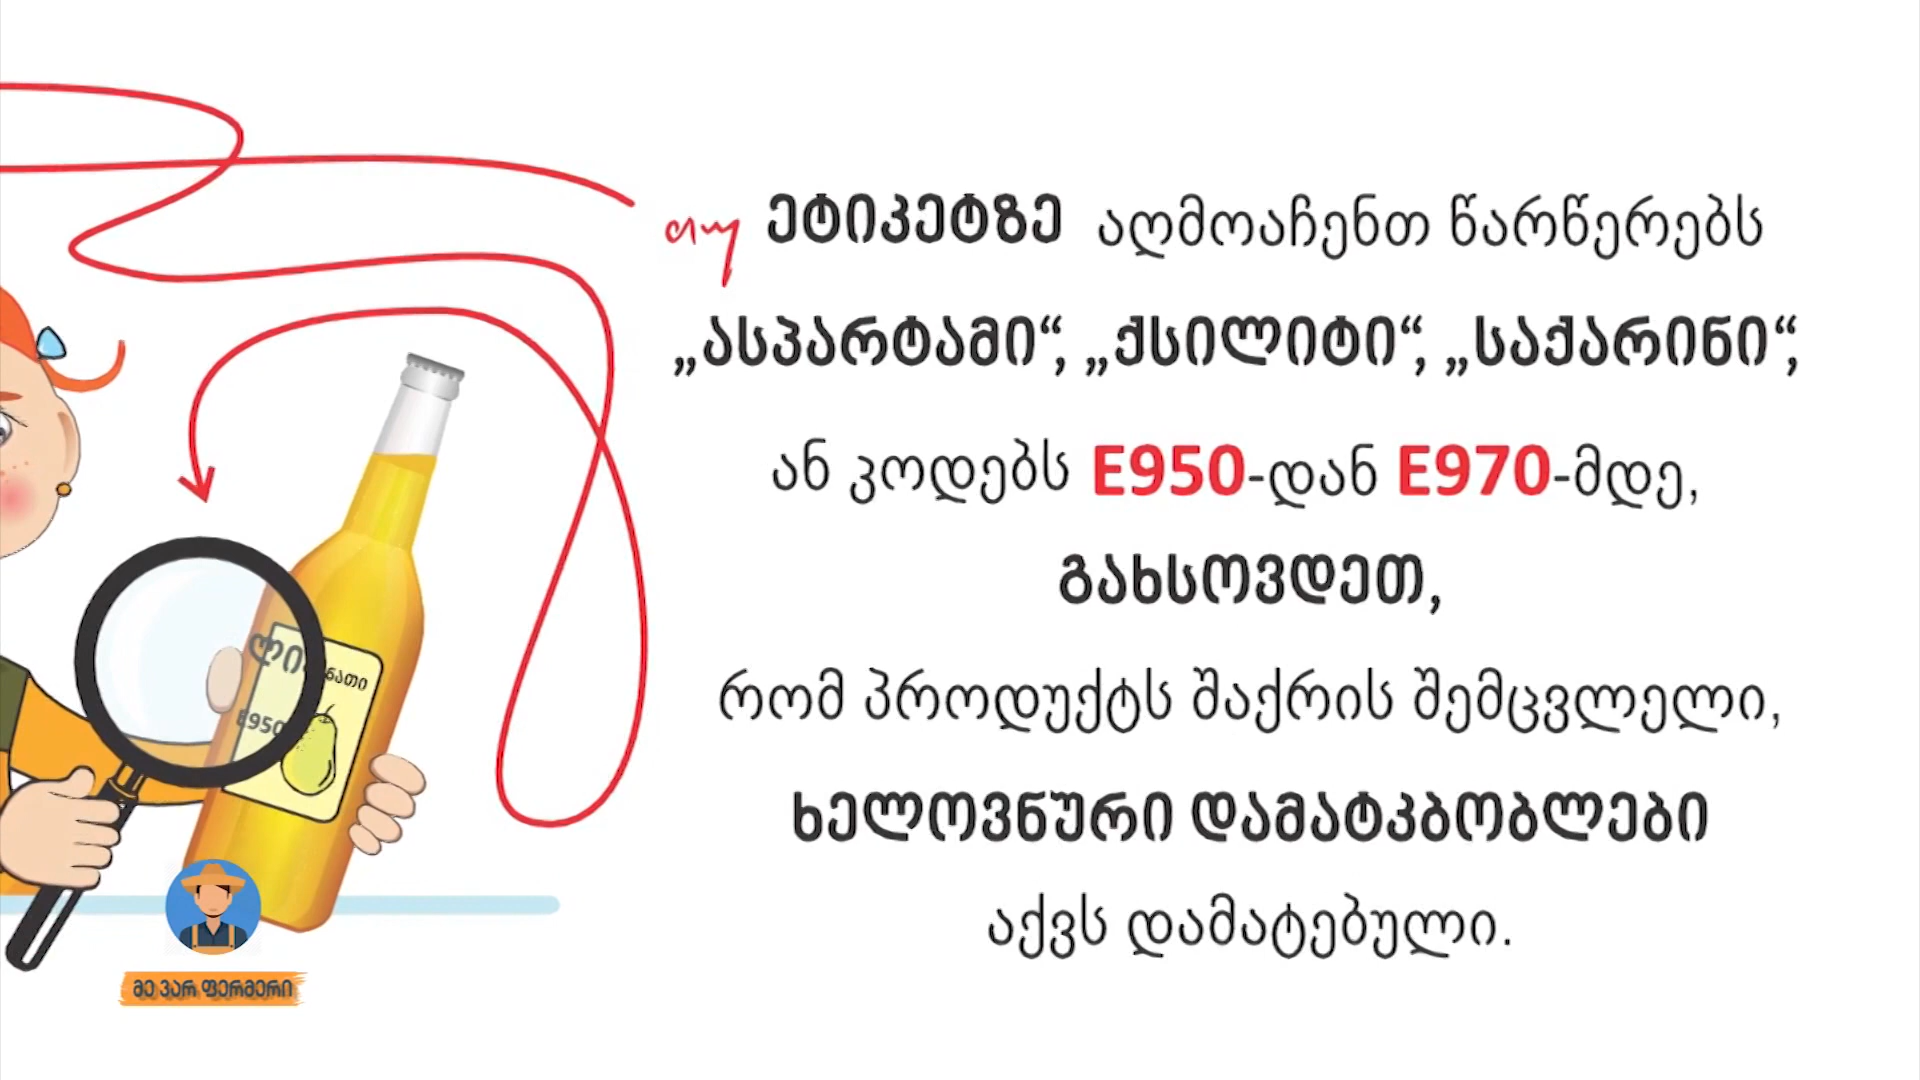 თუ ეტიკეტზე აღმოაჩენთ წარწერებს
„ასპარტამი“, „ქსილიტი“, „საქარინი“,
ან კოდებს E950-დან E970-მდე,
გახსოვდეთ,
რომ პროდუქტს შაქრის შემცვლელი,
ხელოვნური დამატკბობლები
აქვს დამატებული.
E950
მე ვარ ფერმერი